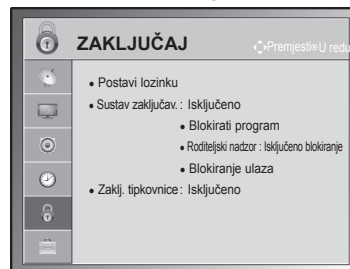 ZAKLJUČAJ
Premjesti U redu
• Postavi lozinku
• Sustav zaključav. : Isključeno
• Blokirati program
• Roditeljski nadzor : Isključeno blokiranje
• Blokiranje ulaza
• Zaklj. tipkovnice : Isključeno